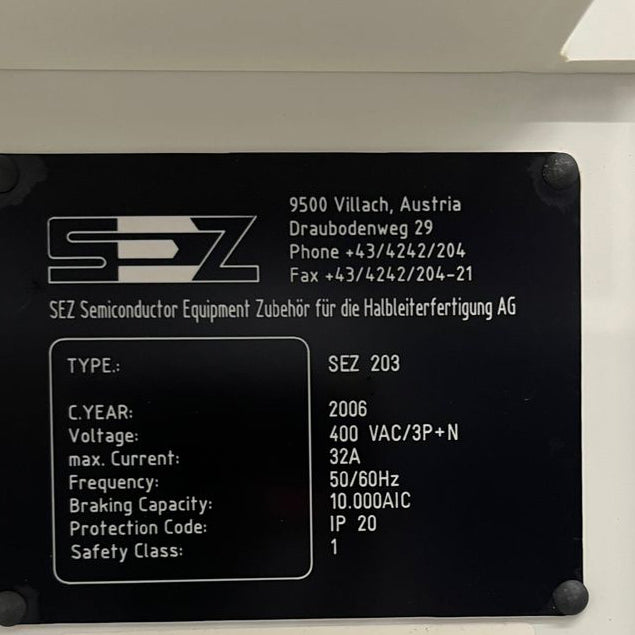 SEZ
9500 Villach, Austria
Draubodenweg 29
Phone +43/4242/204
Fax +43/4242/204-21
SEZ Semiconductor Equipment Zubehör für die Halbleiterfertigung AG
TYPE.: SEZ 203
C.YEAR: 2006
Voltage: 400 VAC/3P+N
max. Current: 32A
Frequency: 50/60Hz
Braking Capacity: 10.000AIC
Protection Code: IP 20
Safety Class: 1